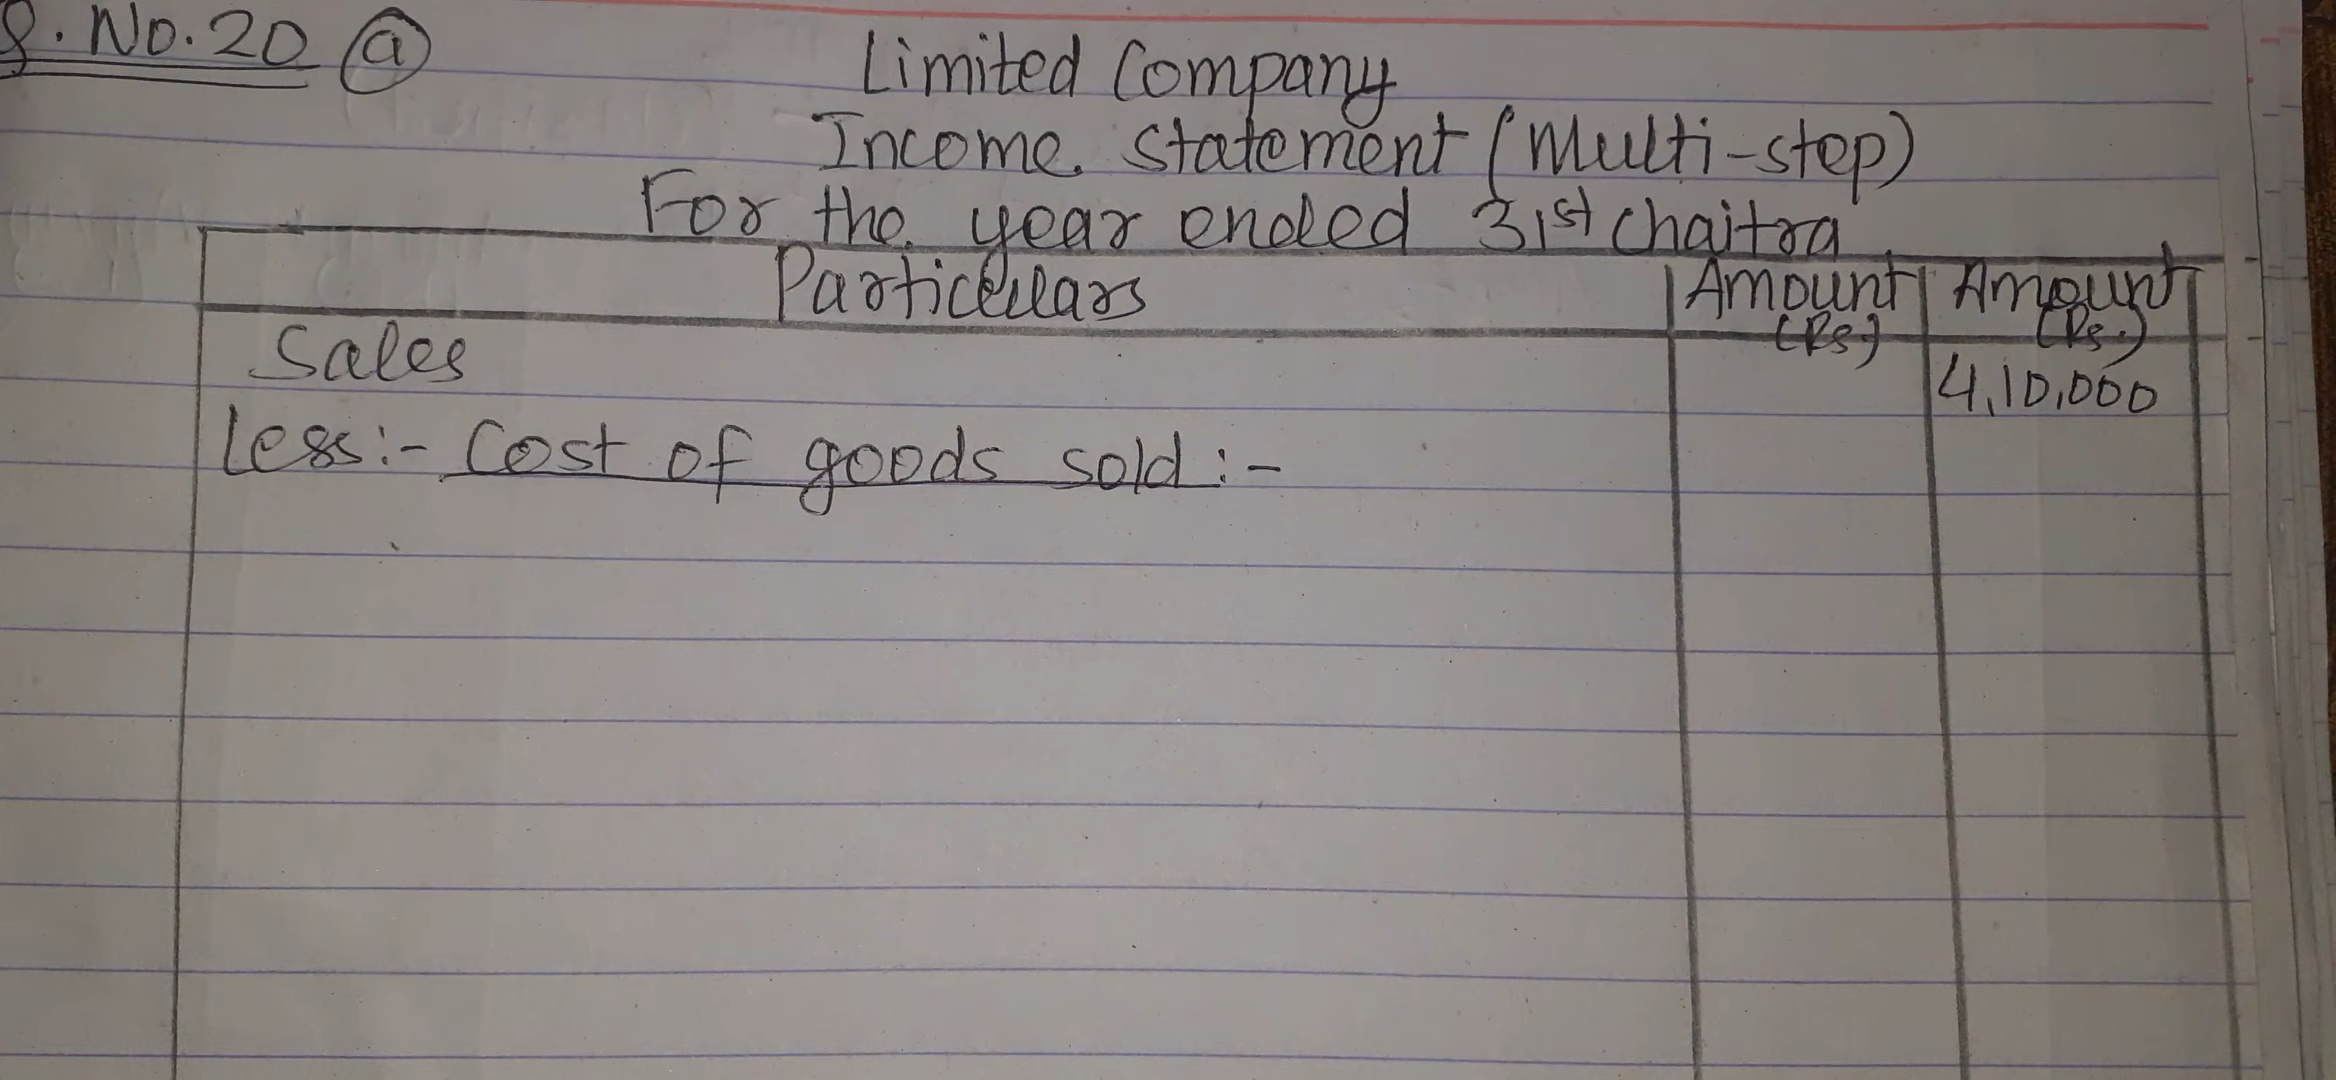 Q. No. 20 (a)
Limited Company
Income Statement (Multi-step)
For the year ended 31st Chaitra
Particulars Amount (Rs.) Amount (Rs.)
Sales 4,10,000
Less:- Cost of goods sold:-